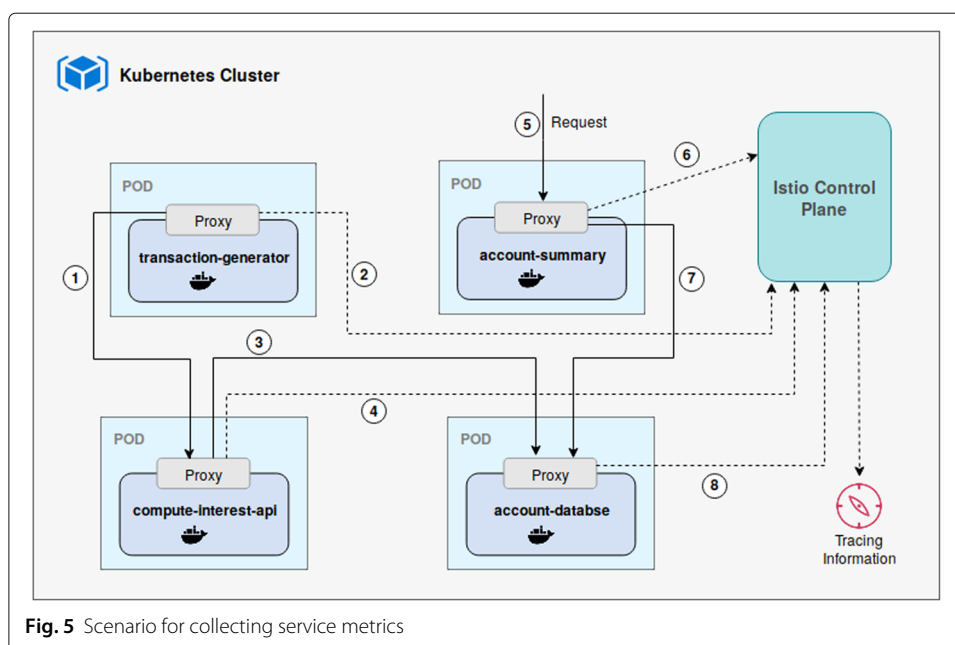 Kubernetes Cluster
5
Request
6
Istio Control
Plane
POD
Proxy
transaction-generator
POD
Proxy
account-summary
1
2
7
3
4
POD
Proxy
compute-interest-api
POD
Proxy
account-databse
8
Tracing
Information
Fig. 5 Scenario for collecting service metrics